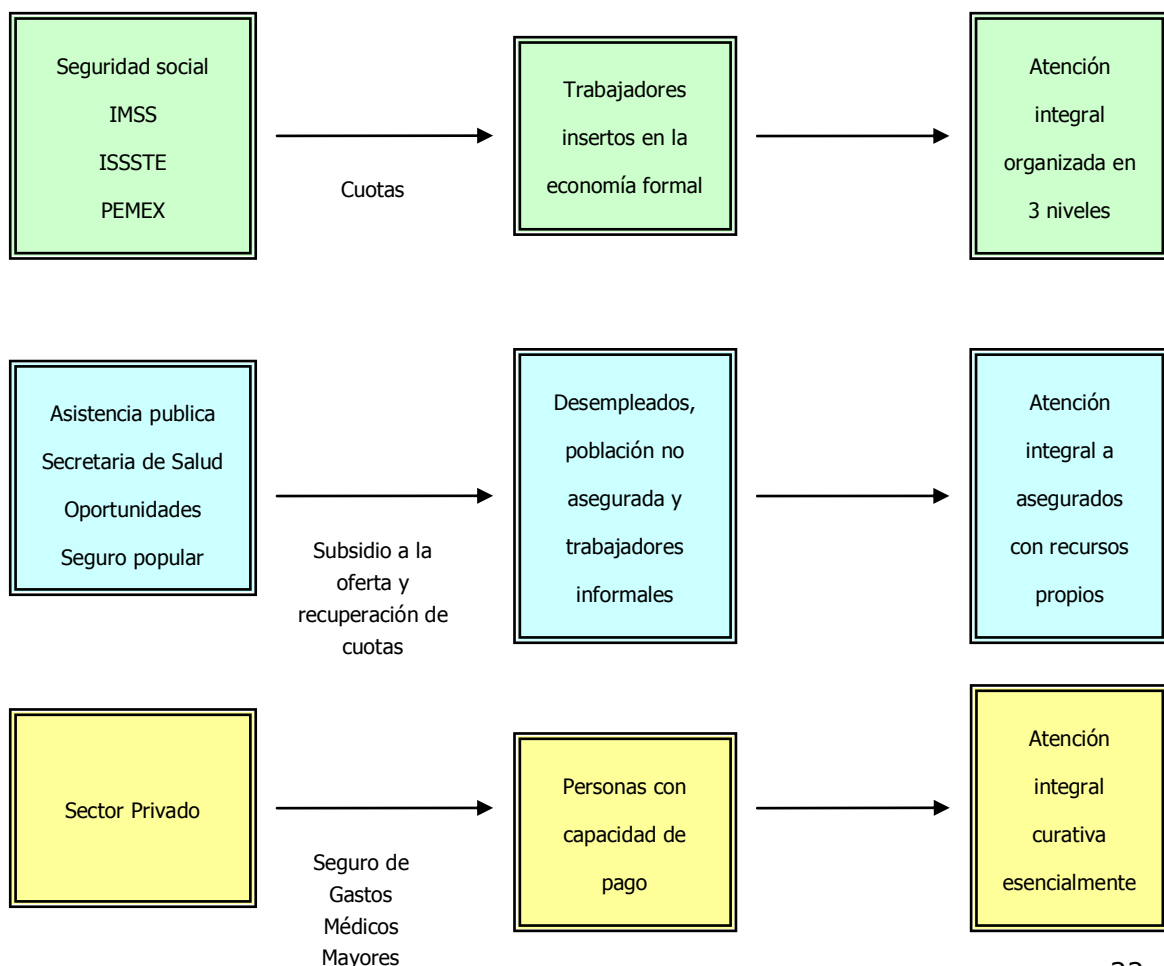 Seguridad social
IMSS
ISSSTE
PEMEX
Cuotas
Trabajadores
insertos en la
economía formal
Atención
integral
organizada en
3 niveles
Asistencia publica
Secretaria de Salud
Oportunidades
Seguro popular
Subsidio a la
oferta y
recuperación de
cuotas
Desempleados,
población no
asegurada y
trabajadores
informales
Atención
integral a
asegurados
con recursos
propios
Sector Privado
Seguro de
Gastos
Médicos
Mayores
Personas con
capacidad de
pago
Atención
integral
curativa
esencialmente